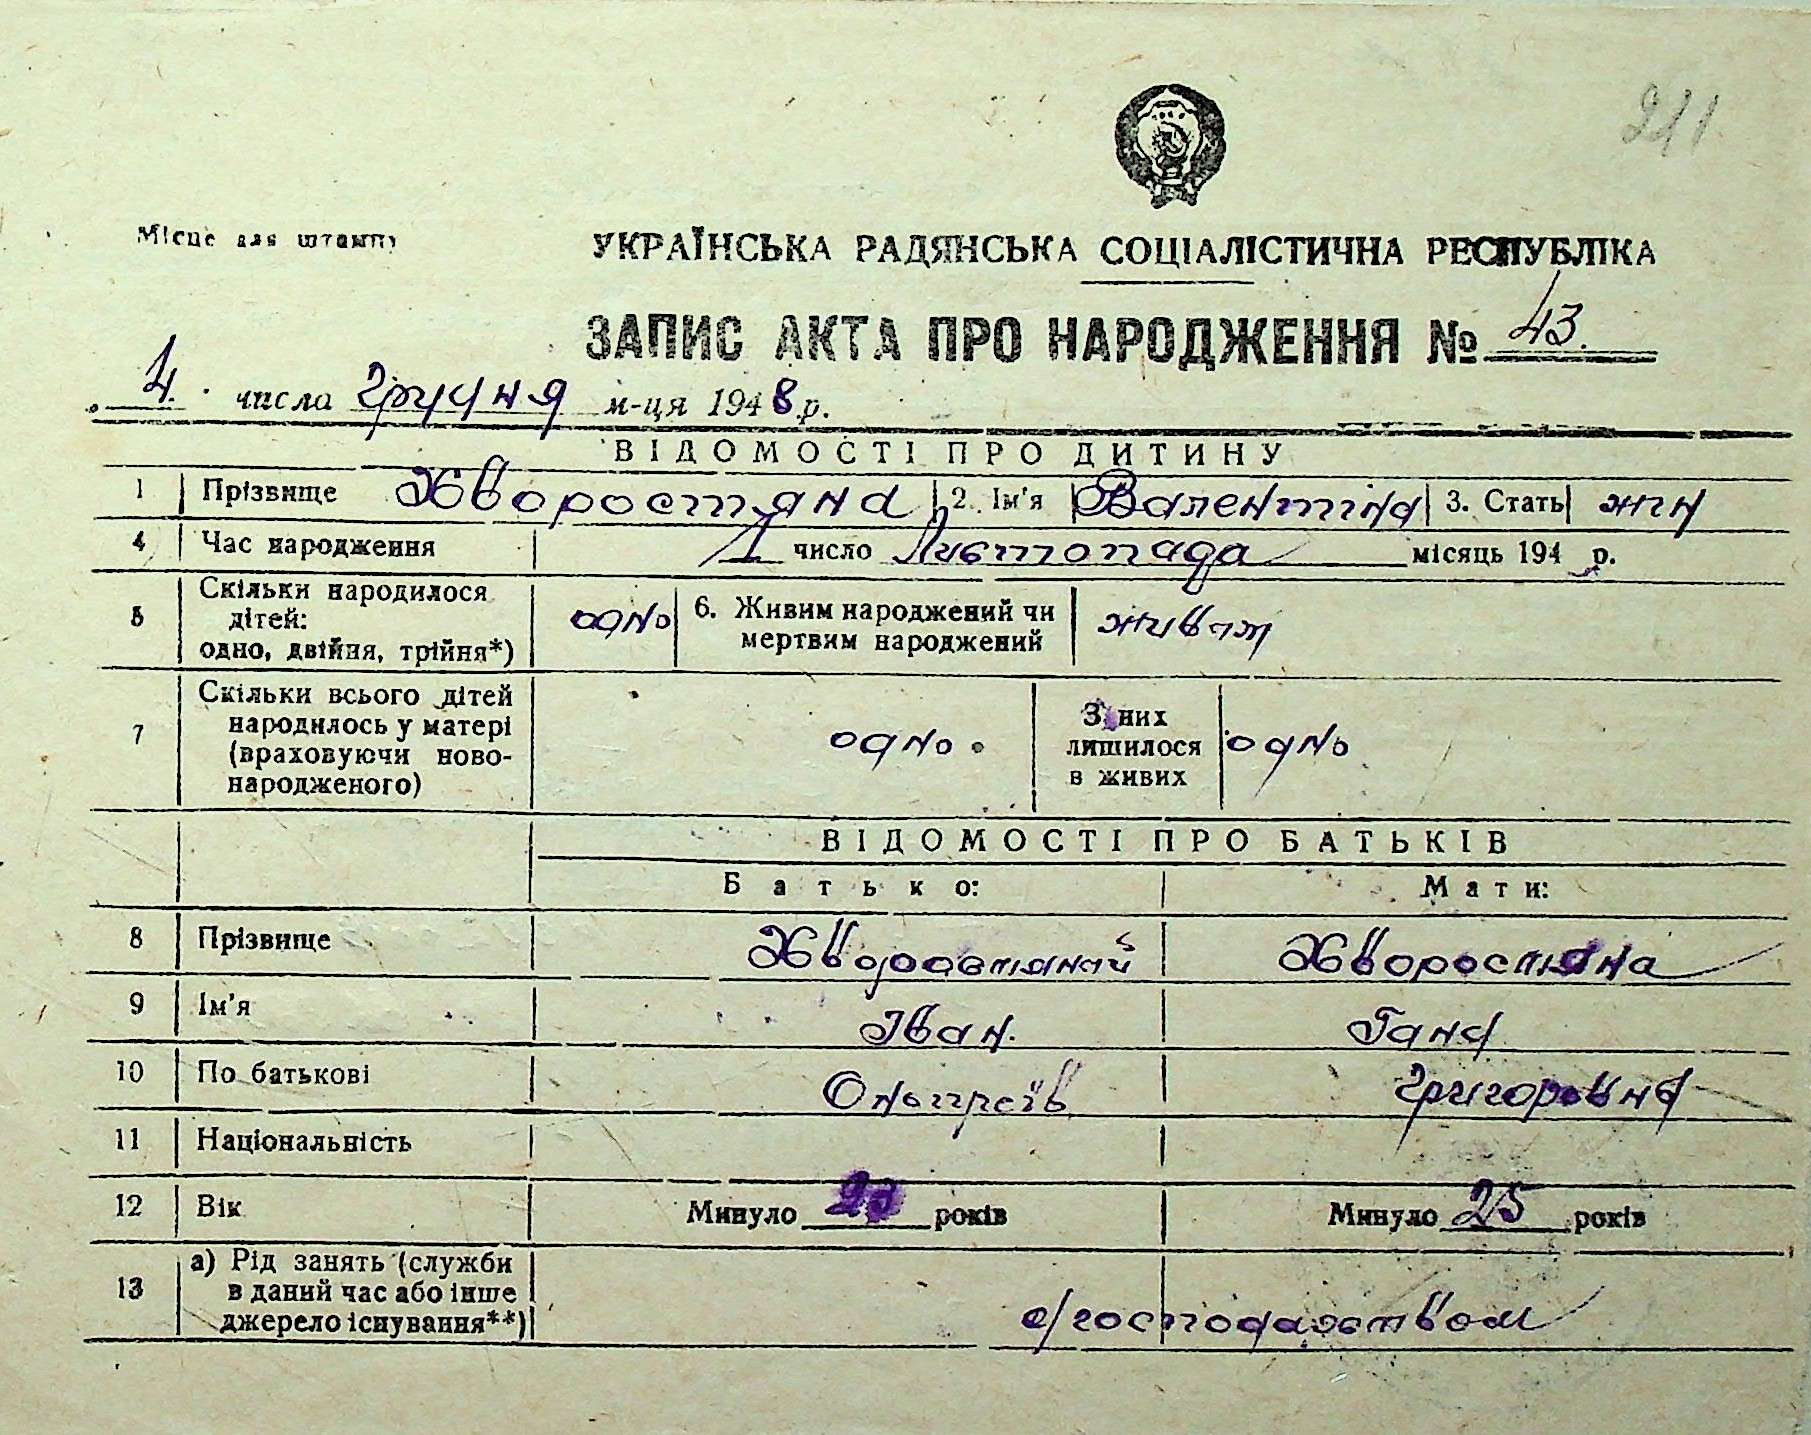 211
Місце для штампу
УКРАЇНСЬКА РАДЯНСЬКА СОЦІАЛІСТИЧНА РЕСПУБЛІКА
ЗАПИС АКТА ПРО НАРОДЖЕННЯ № 43.
4. числа грудня м-ця 1948 р.
ВІДОМОСТІ ПРО ДИТИНУ
1 Прізвище Хворостяна 2. Ім'я Валентіна 3. Стать жін
4 Час народження 1 число Листопада місяць 194 р.
5 Скільки народилося дітей: одно, двійня, трійня*) одно 6. Живим народжений чи мертвим народжений живим
7 Скільки всього дітей народилось у матері (враховуючи новонародженого) одно. З них лишилося в живих одно
ВІДОМОСТІ ПРО БАТЬКІВ
Батько: Мати:
8 Прізвище Хворостяний Хворостяна
9 Ім'я Іван. Ганна
10 По батькові Григоровна
11 Національність
12 Вік Минуло років Минуло 25 років
13 а) Рід занять (служби в даний час або інше джерело існування**) с/господарством